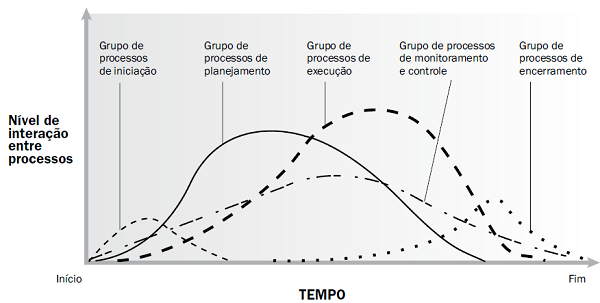 Grupo de
processos
de iniciação
Grupo de
processos de
planejamento
Grupo de
processos de
execução
Grupo de processos
de monitoramento
e controle
Grupo de
processos de
encerramento
Nível de
interação
entre
processos
Início
Fim
TEMPO